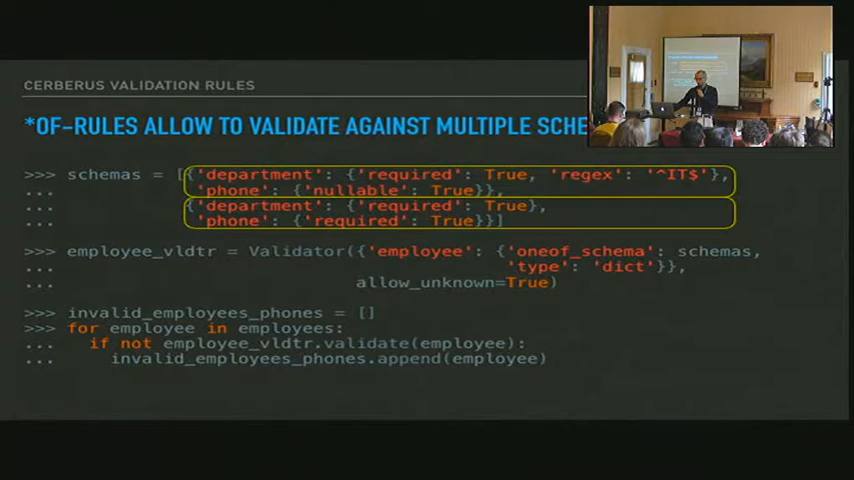 CERBERUS VALIDATION RULES
*OF-RULES ALLOW TO VALIDATE AGAINST MULTIPLE SCHE
>>> schemas = [{'department': {'required': True, 'regex': '^IT$'},
... 'phone': {'nullable': True}},
... {'department': {'required': True},
... 'phone': {'required': True}}]
>>> employee_vldtr = Validator({'employee': {'oneof_schema': schemas,
... 'type': 'dict'}},
... allow_unknown=True)
>>> invalid_employees_phones = []
>>> for employee in employees:
... if not employee_vldtr.validate(employee):
... invalid_employees_phones.append(employee)